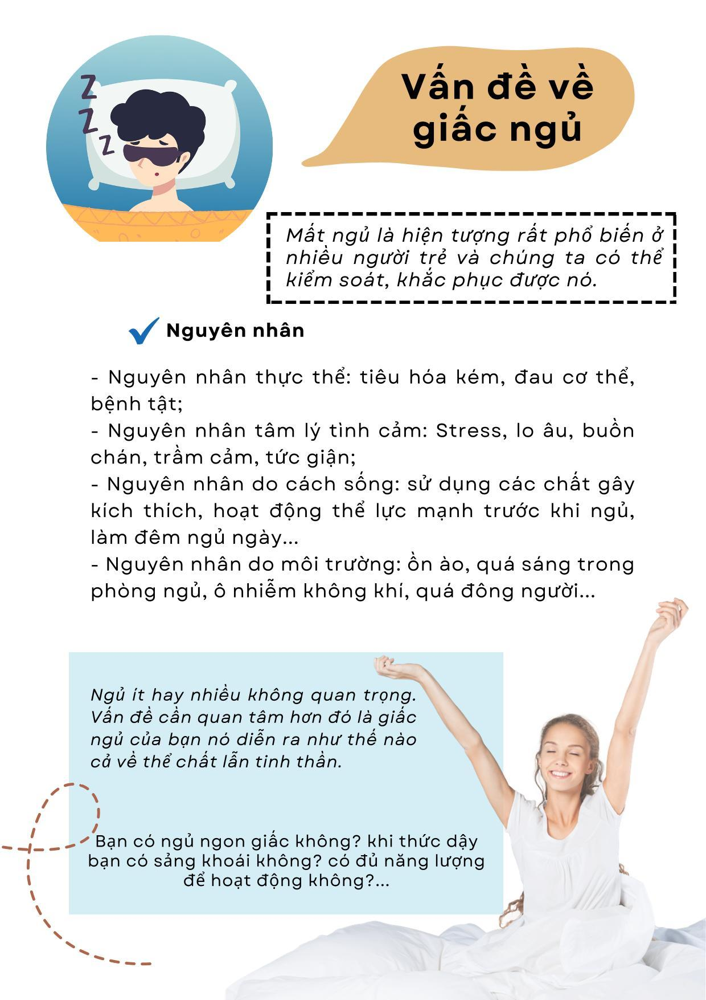 Z
Z
Z
Vấn đề về
giấc ngủ
Mất ngủ là hiện tượng rất phổ biến ở
nhiều người trẻ và chúng ta có thể
kiểm soát, khắc phục được nó.
Nguyên nhân
- Nguyên nhân thực thể: tiêu hóa kém, đau cơ thể,
bệnh tật;
- Nguyên nhân tâm lý tình cảm: Stress, lo âu, buồn
chán, trầm cảm, tức giận;
- Nguyên nhân do cách sống: sử dụng các chất gây
kích thích, hoạt động thể lực mạnh trước khi ngủ,
làm đêm ngủ ngày...
- Nguyên nhân do môi trường: ồn ào, quá sáng trong
phòng ngủ, ô nhiễm không khí, quá đông người...
Ngủ ít hay nhiều không quan trọng.
Vấn đề cần quan tâm hơn đó là giấc
ngủ của bạn nó diễn ra như thế nào
cả về thể chất lẫn tinh thần.
Bạn có ngủ ngon giấc không? khi thức dậy
bạn có sảng khoái không? có đủ năng lượng
để hoạt động không?...